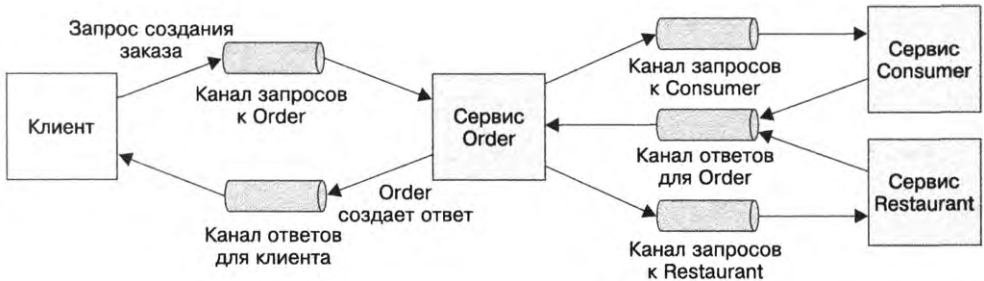 Запрос создания
заказа
Канал запросов
к Order
Клиент
Канал ответов
для клиента
Order
создает ответ
Сервис
Order
Канал запросов
к Consumer
Канал ответов
для Order
Канал запросов
к Restaurant
Сервис
Consumer
Сервис
Restaurant